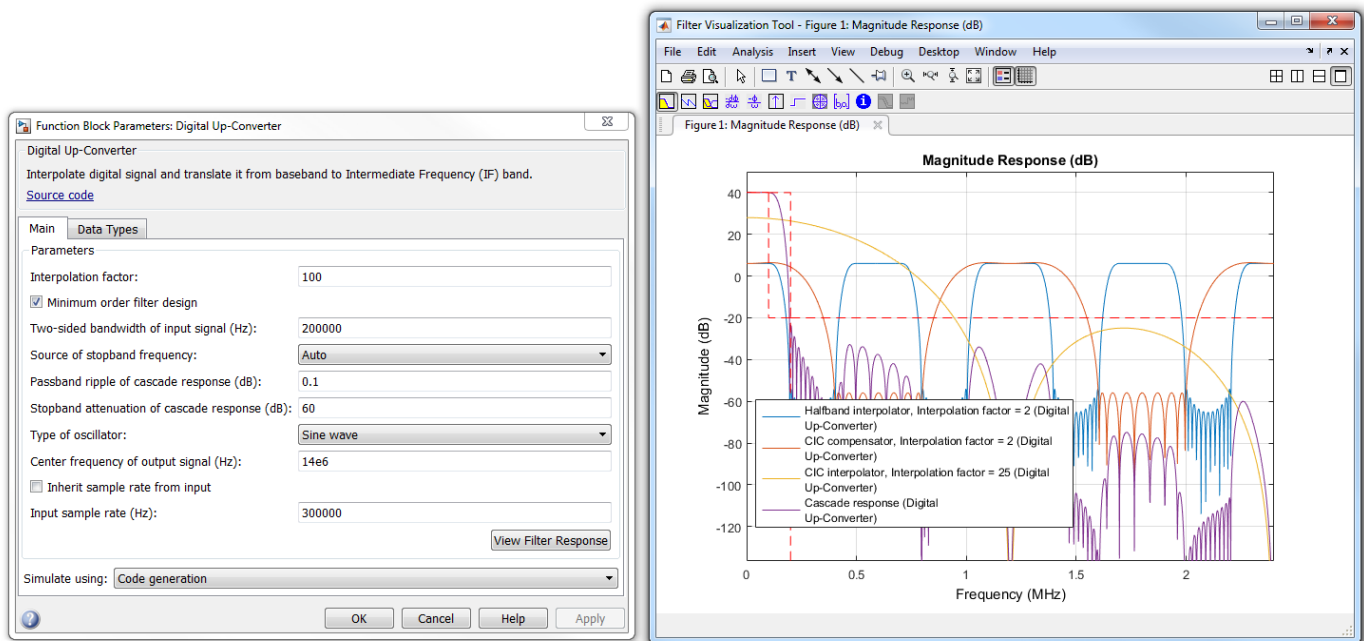 Function Block Parameters: Digital Up-Converter
Digital Up-Converter
Interpolate digital signal and translate it from baseband to Intermediate Frequency (IF) band.
Source code
Main
Data Types
Parameters
Interpolation factor:
100
Minimum order filter design
Two-sided bandwidth of input signal (Hz):
200000
Source of stopband frequency:
Auto
Passband ripple of cascade response (dB):
0.1
Stopband attenuation of cascade response (dB):
60
Type of oscillator:
Sine wave
Center frequency of output signal (Hz):
14e6
Inherit sample rate from input
Input sample rate (Hz):
300000
View Filter Response
Simulate using:
Code generation
OK
Cancel
Help
Apply
Filter Visualization Tool - Figure 1: Magnitude Response (dB)
File Edit Analysis Insert View Debug Desktop Window Help
Figure 1: Magnitude Response (dB)
Magnitude Response (dB)
Magnitude (dB)
40
20
0
-20
-40
-60
-80
-100
-120
Halfband interpolator, Interpolation factor = 2 (Digital
Up-Converter)
CIC compensator, Interpolation factor = 2 (Digital
Up-Converter)
CIC interpolator, Interpolation factor = 25 (Digital
Up-Converter)
Cascade response (Digital
Up-Converter)
0 0.5 1 1.5 2
Frequency (MHz)